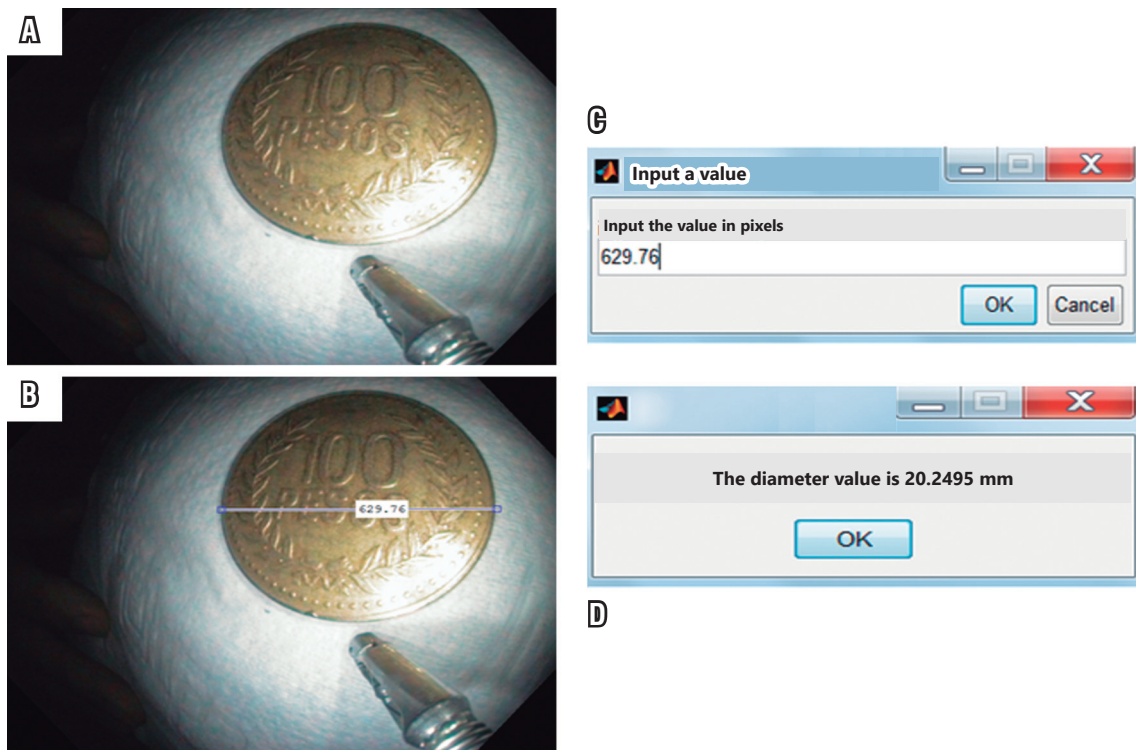 A
100
PESOS
B
100
PESOS
629.76
C
Input a value
Input the value in pixels
629.76
OK
Cancel
The diameter value is 20.2495 mm
OK
D